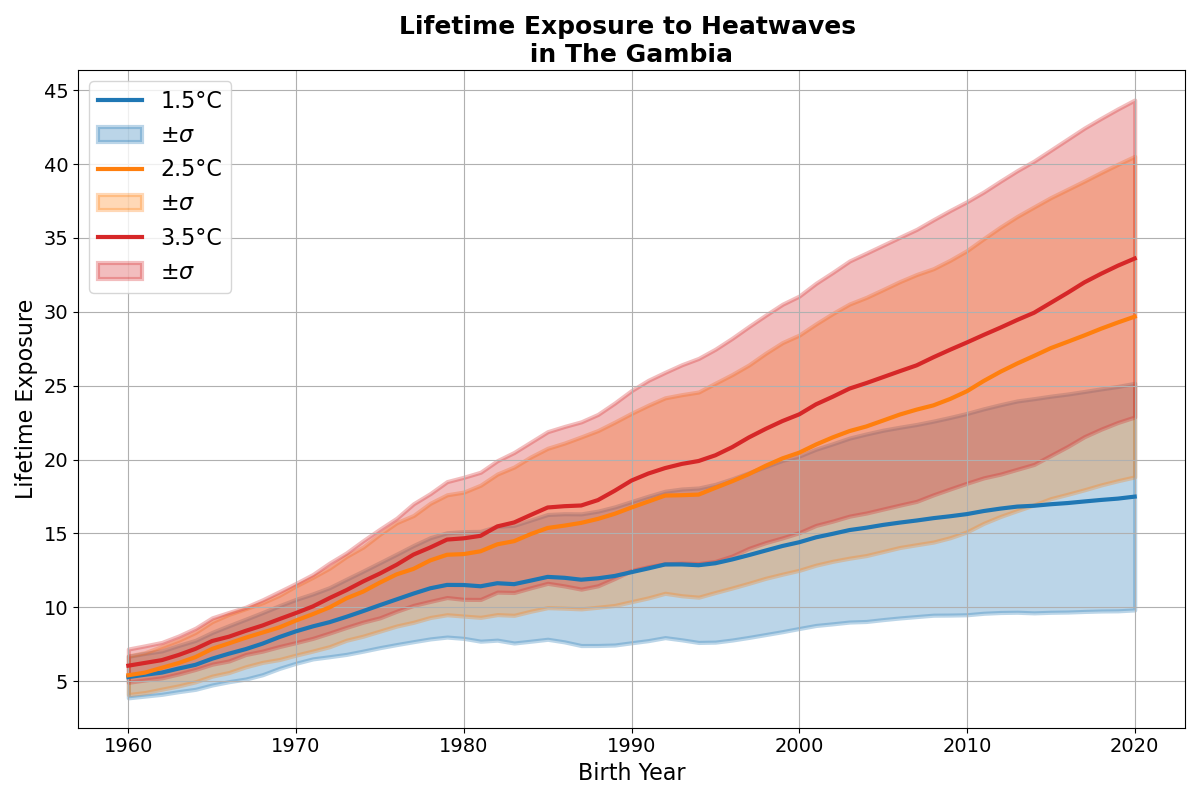 Lifetime Exposure to Heatwaves
in The Gambia
1.5°C
±σ
2.5°C
±σ
3.5°C
±σ
45
40
35
30
25
20
15
10
5
Lifetime Exposure
1960 1970 1980 1990 2000 2010 2020
Birth Year